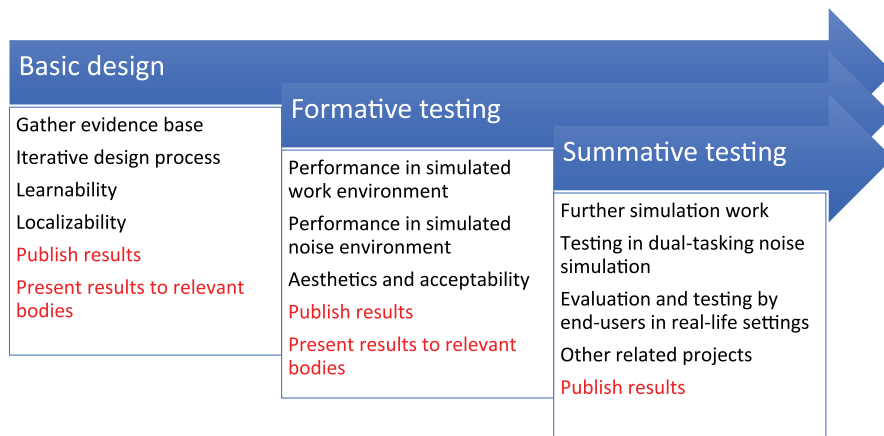 Basic design
Gather evidence base
Iterative design process
Learnability
Localizability
Publish results
Present results to relevant
bodies
Formative testing
Performance in simulated
work environment
Performance in simulated
noise environment
Aesthetics and acceptability
Publish results
Present results to relevant
bodies
Summative testing
Further simulation work
Testing in dual-tasking noise
simulation
Evaluation and testing by
end-users in real-life settings
Other related projects
Publish results